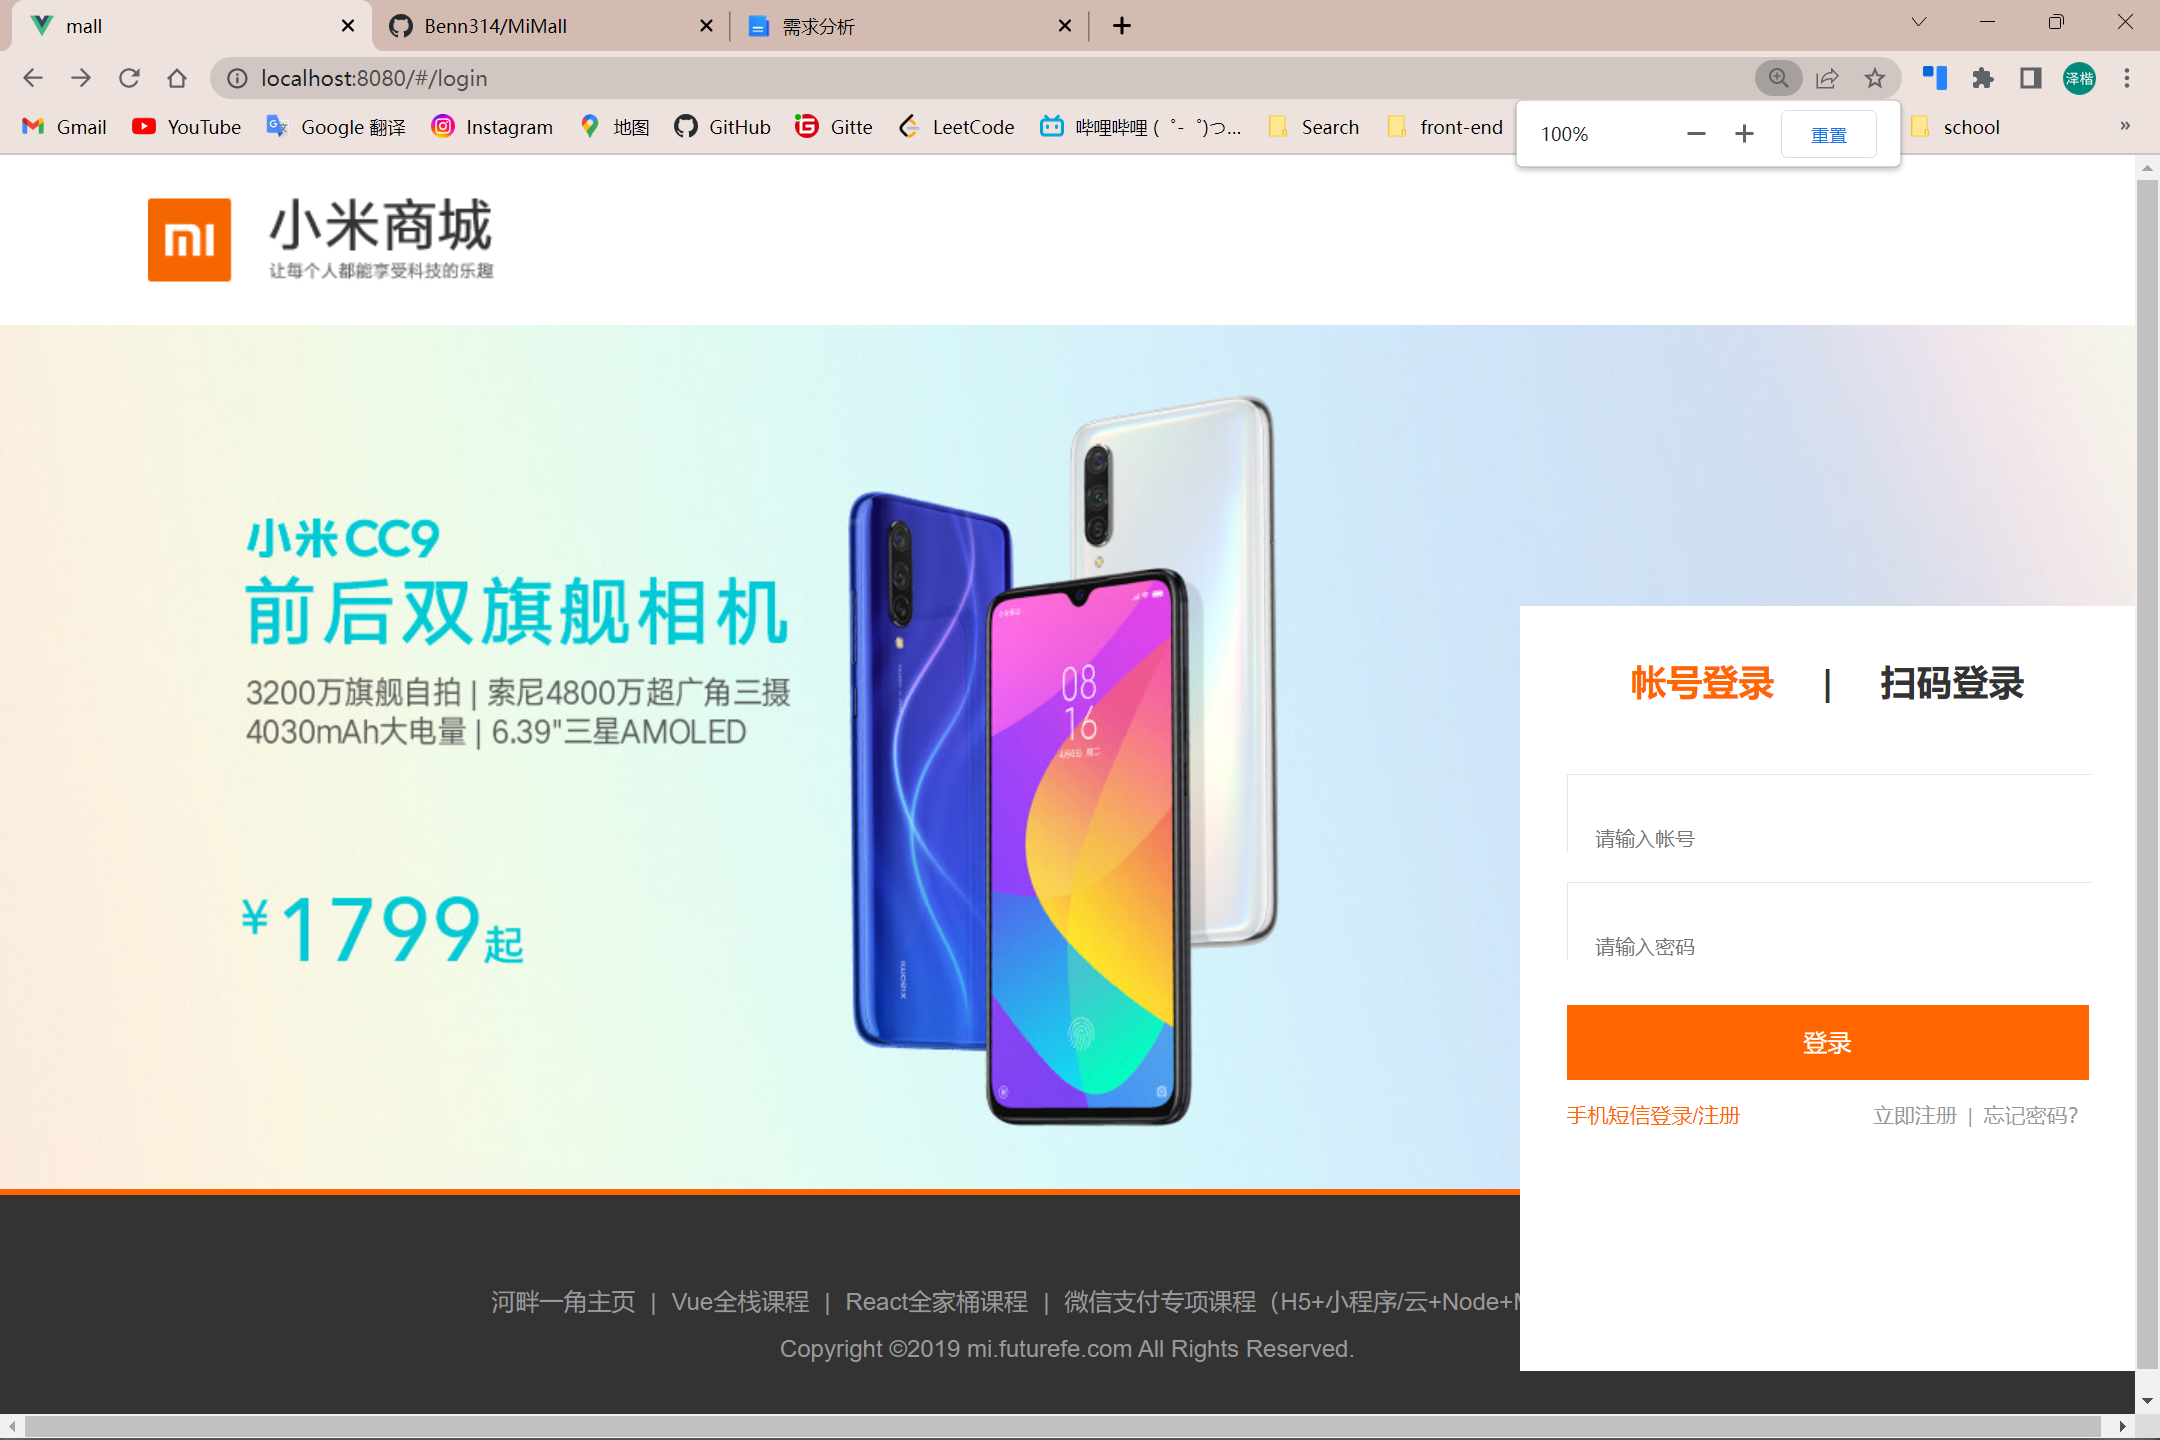 mall
Benn314/MiMall
需求分析
localhost:8080/#/login
泽楷
Gmail
YouTube
Google 翻译
Instagram
地图
GitHub
Gitte
LeetCode
哔哩哔哩 ( ゜- ゜)つ...
Search
front-end
school
100%
重置
小米商城
让每个人都能享受科技的乐趣
小米CC9
前后双旗舰相机
3200万旗舰自拍 | 索尼4800万超广角三摄
4030mAh大电量 | 6.39"三星AMOLED
¥1799起
08
16
帐号登录 | 扫码登录
请输入帐号
请输入密码
登录
手机短信登录/注册
立即注册 | 忘记密码?
河畔一角主页 | Vue全栈课程 | React全家桶课程 | 微信支付专项课程（H5+小程序/云+Node+
Copyright ©2019 mi.futurefe.com All Rights Reserved.